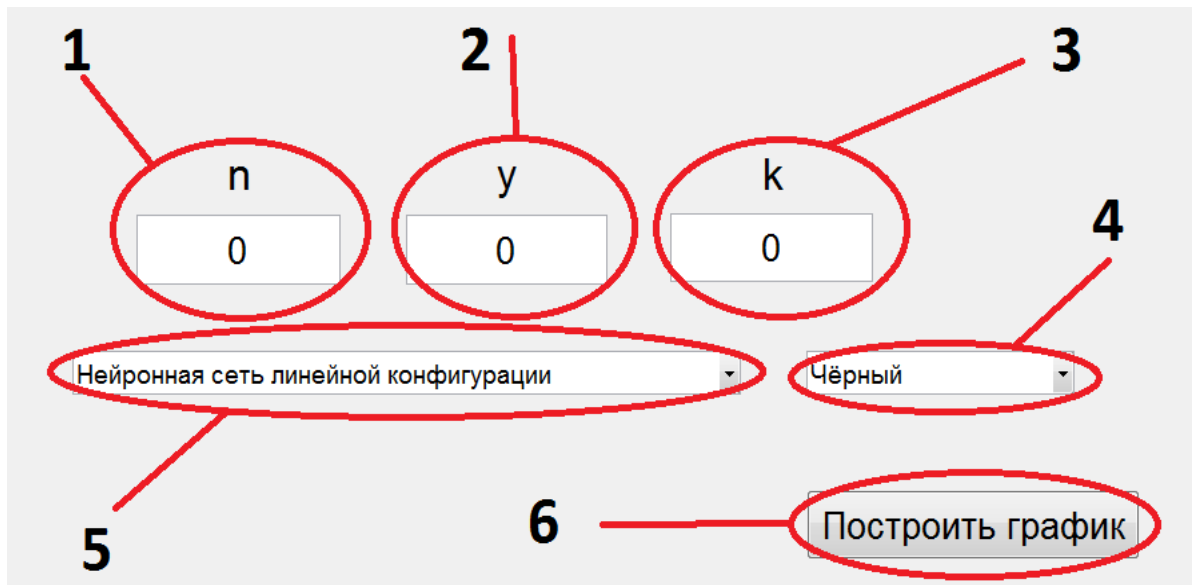 1 2 3
n y k
0 0 0
4
Нейронная сеть линейной конфигурации Чёрный
5 6 Построить график